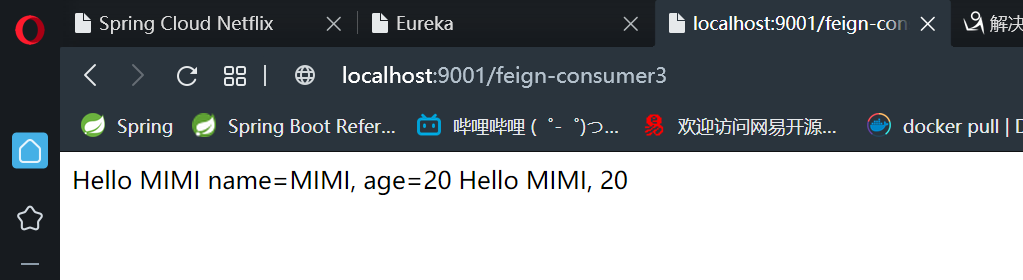 Spring Cloud Netflix Eureka localhost:9001/feign-con 解决
localhost:9001/feign-consumer3
Spring Spring Boot Refer... 哔哩哔哩 (゜-゜)つ... 欢迎访问网易开源... docker pull |
Hello MIMI name=MIMI, age=20 Hello MIMI, 20